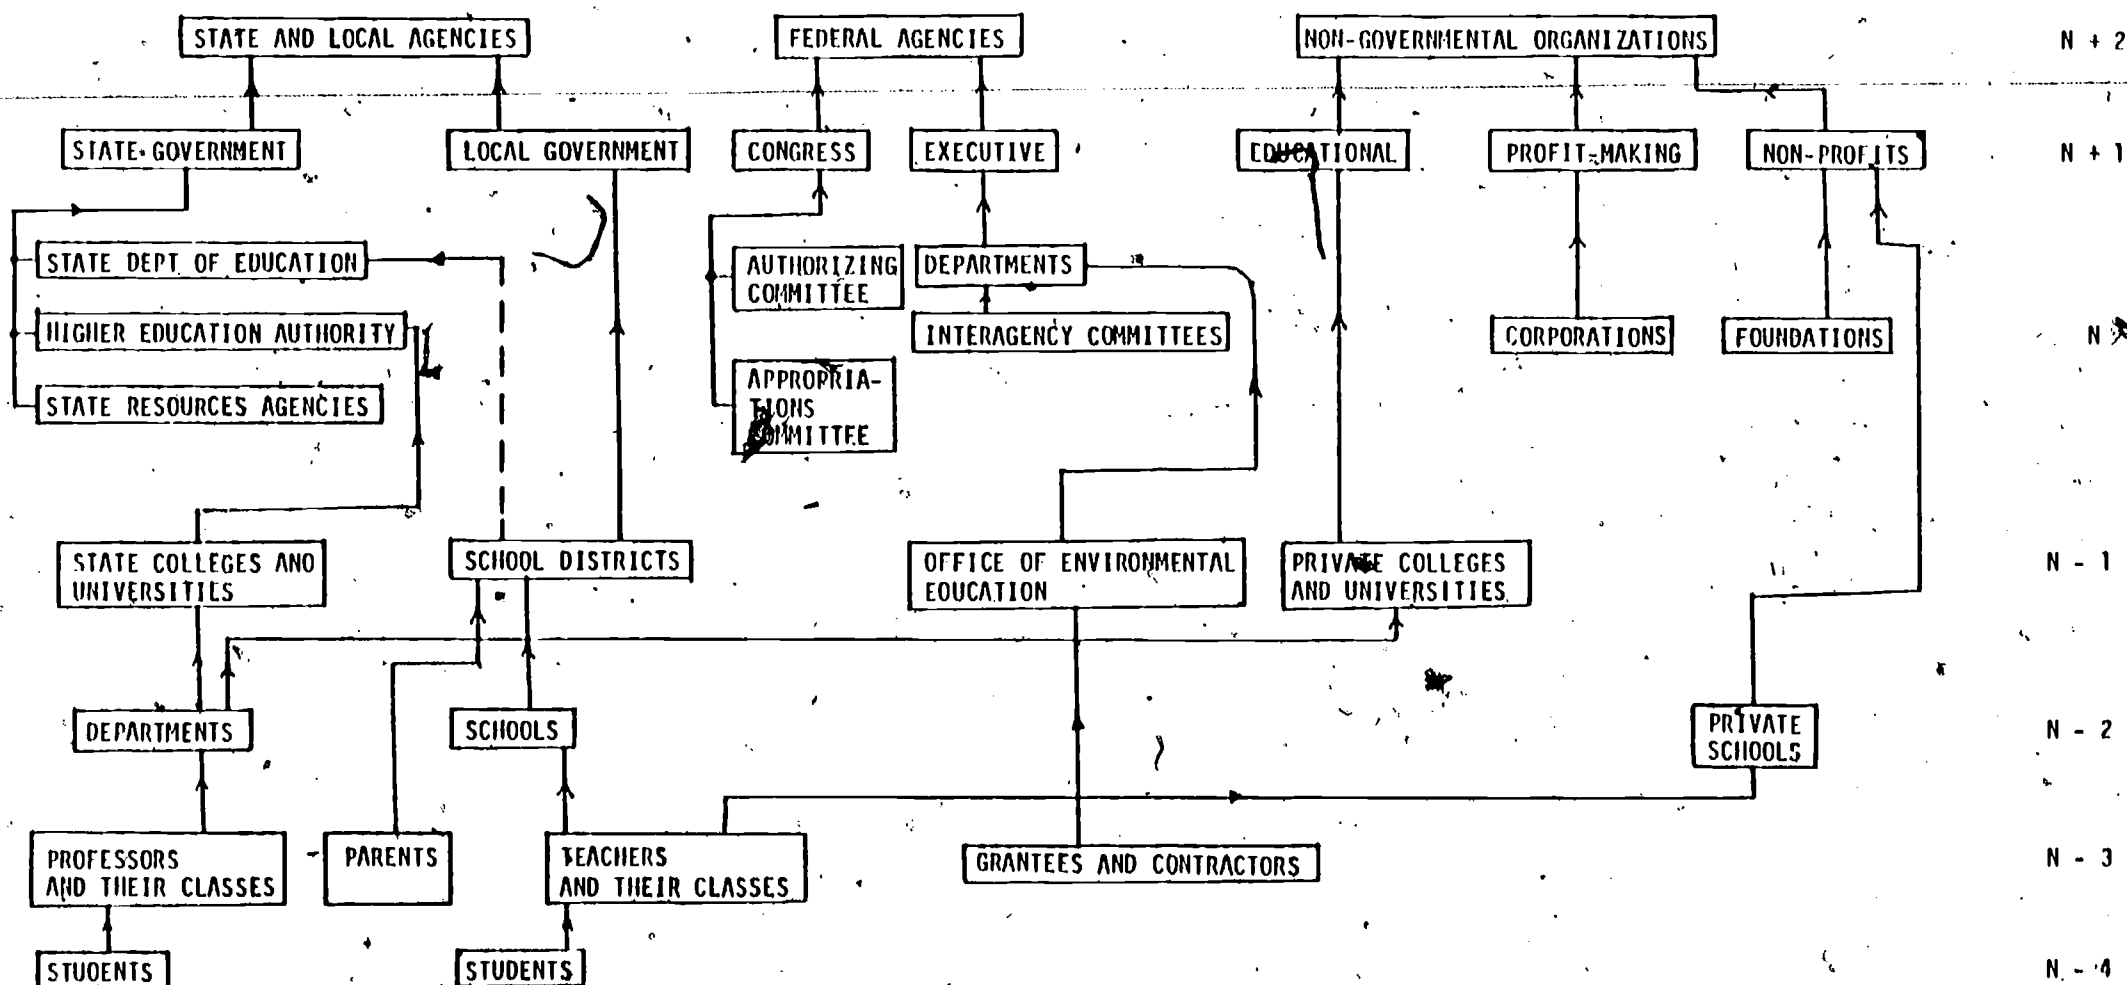 STATE AND LOCAL AGENCIES
FEDERAL AGENCIES
NON-GOVERNMENTAL ORGANIZATIONS
N + 2
STATE GOVERNMENT
LOCAL GOVERNMENT
CONGRESS
EXECUTIVE
EDUCATIONAL
PROFIT-MAKING
NON-PROFITS
N + 1
STATE DEPT OF EDUCATION
AUTHORIZING
COMMITTEE
DEPARTMENTS
HIGHER EDUCATION AUTHORITY
INTERAGENCY COMMITTEES
CORPORATIONS
FOUNDATIONS
N
STATE RESOURCES AGENCIES
APPROPRIA-
TIONS
COMMITTEE
STATE COLLEGES AND
UNIVERSITIES
SCHOOL DISTRICTS
OFFICE OF ENVIRONMENTAL
EDUCATION
PRIVATE COLLEGES
AND UNIVERSITIES
N - 1
DEPARTMENTS
SCHOOLS
PRIVATE
SCHOOLS
N - 2
PROFESSORS
AND THEIR CLASSES
PARENTS
TEACHERS
AND THEIR CLASSES
GRANTEES AND CONTRACTORS
N - 3
STUDENTS
STUDENTS
N - 4